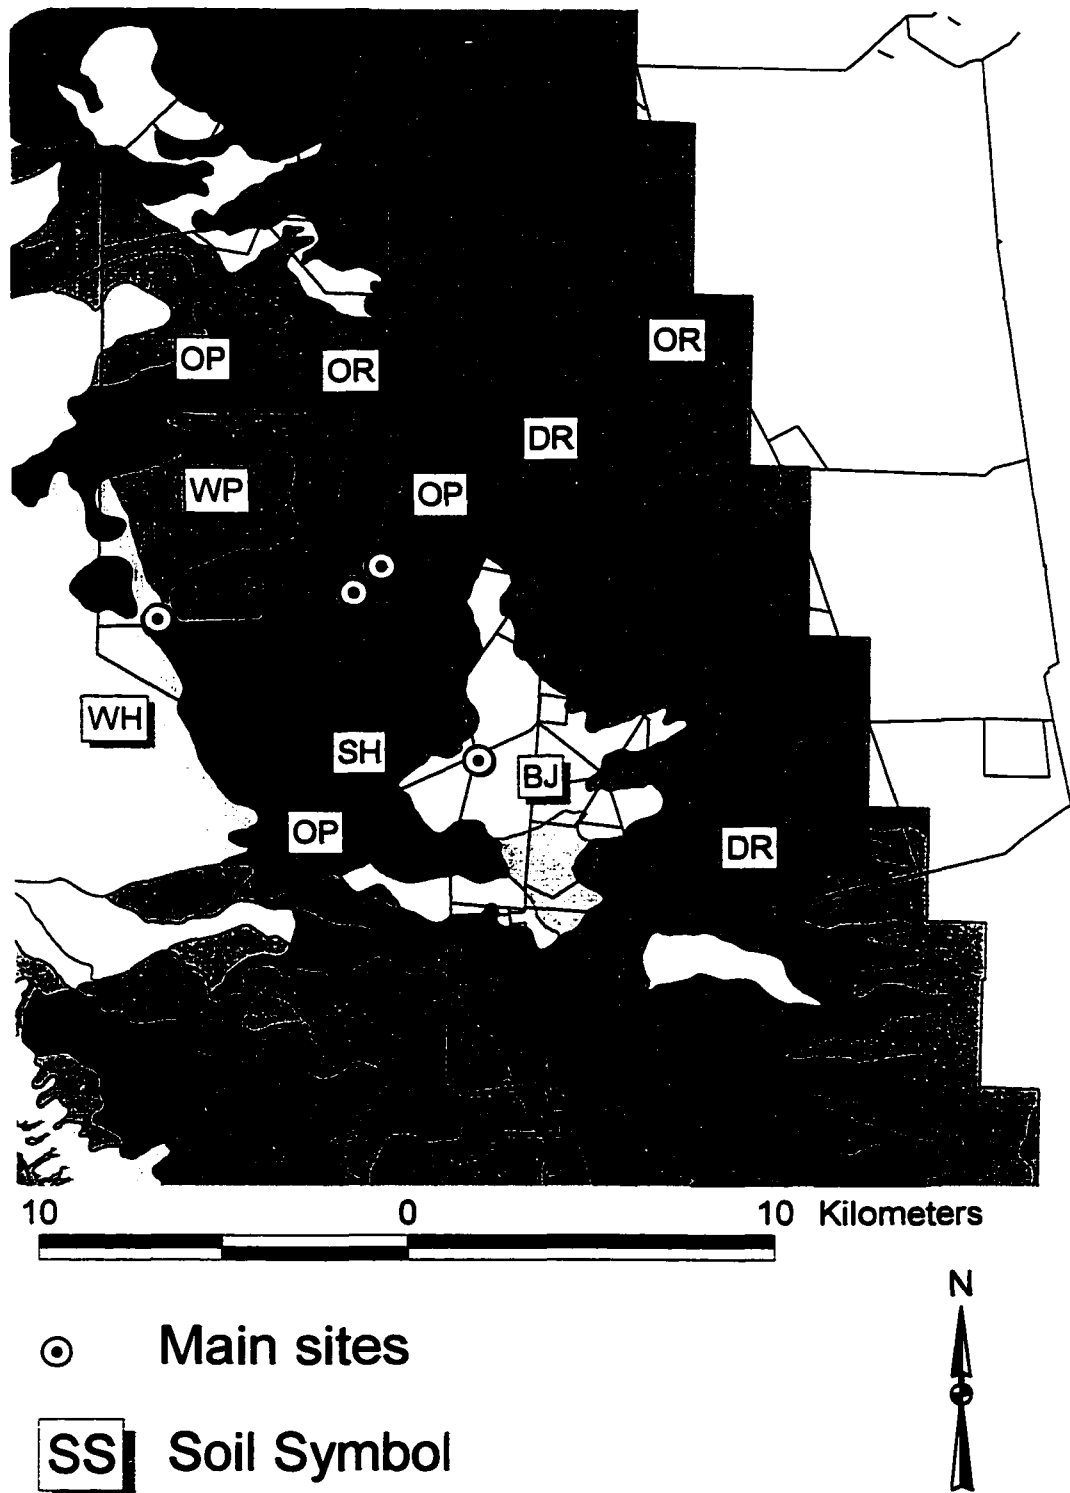 OR
OP
OR
DR
WP
OP
WH
SH
BJ
OP
DR
10 0 10 Kilometers
N
Main sites
SS Soil Symbol